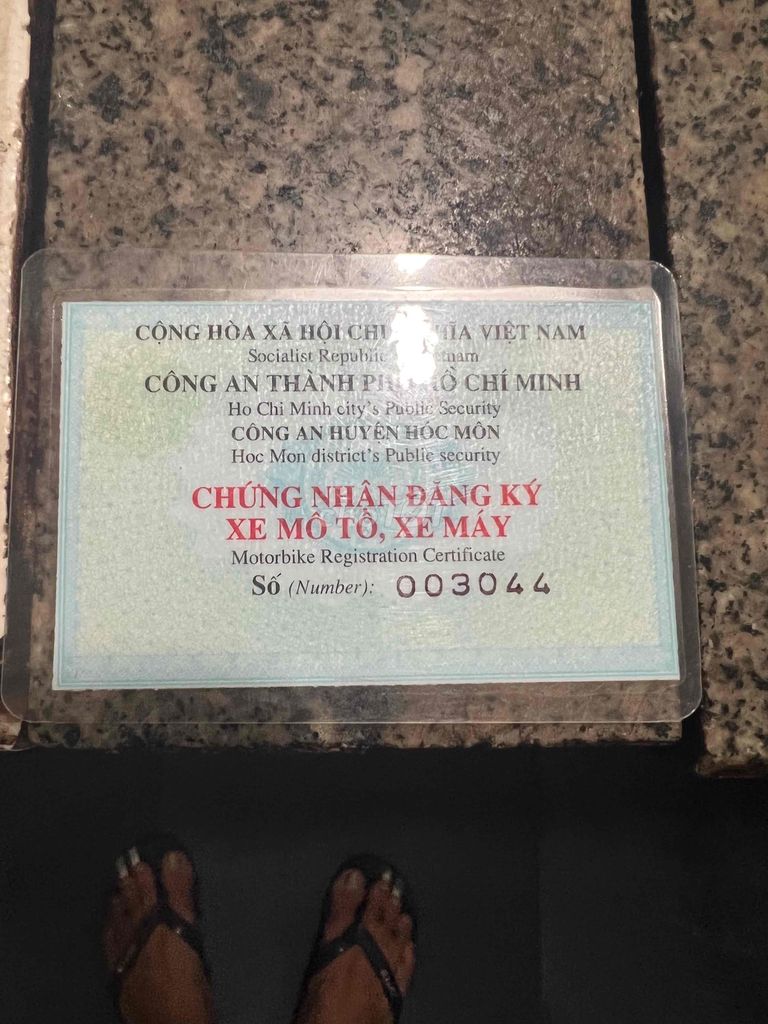 CỘNG HÒA XÃ HỘI NGHĨA VIỆT NAM
Socialist Republic
CÔNG AN THÀNH HỒ CHÍ MINH
Ho Chi Minh city's Public Security
CÔNG AN HUYỆN HÓC MÔN
Hoc Mon district's Public security
CHỨNG NHẬN ĐĂNG KÝ
XE MÔ TÔ, XE MÁY
Motorbike Registration Certificate
Số (Number): 003044